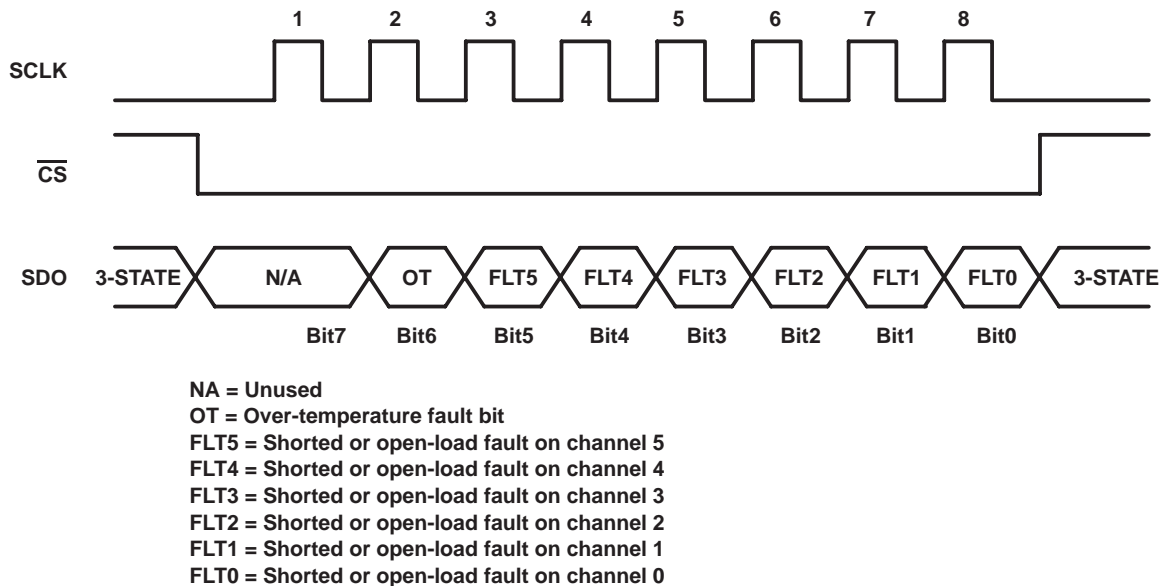 1 2 3 4 5 6 7 8
SCLK
CS
SDO 3-STATE N/A OT FLT5 FLT4 FLT3 FLT2 FLT1 FLT0 3-STATE
Bit7 Bit6 Bit5 Bit4 Bit3 Bit2 Bit1 Bit0
NA = Unused
OT = Over-temperature fault bit
FLT5 = Shorted or open-load fault on channel 5
FLT4 = Shorted or open-load fault on channel 4
FLT3 = Shorted or open-load fault on channel 3
FLT2 = Shorted or open-load fault on channel 2
FLT1 = Shorted or open-load fault on channel 1
FLT0 = Shorted or open-load fault on channel 0